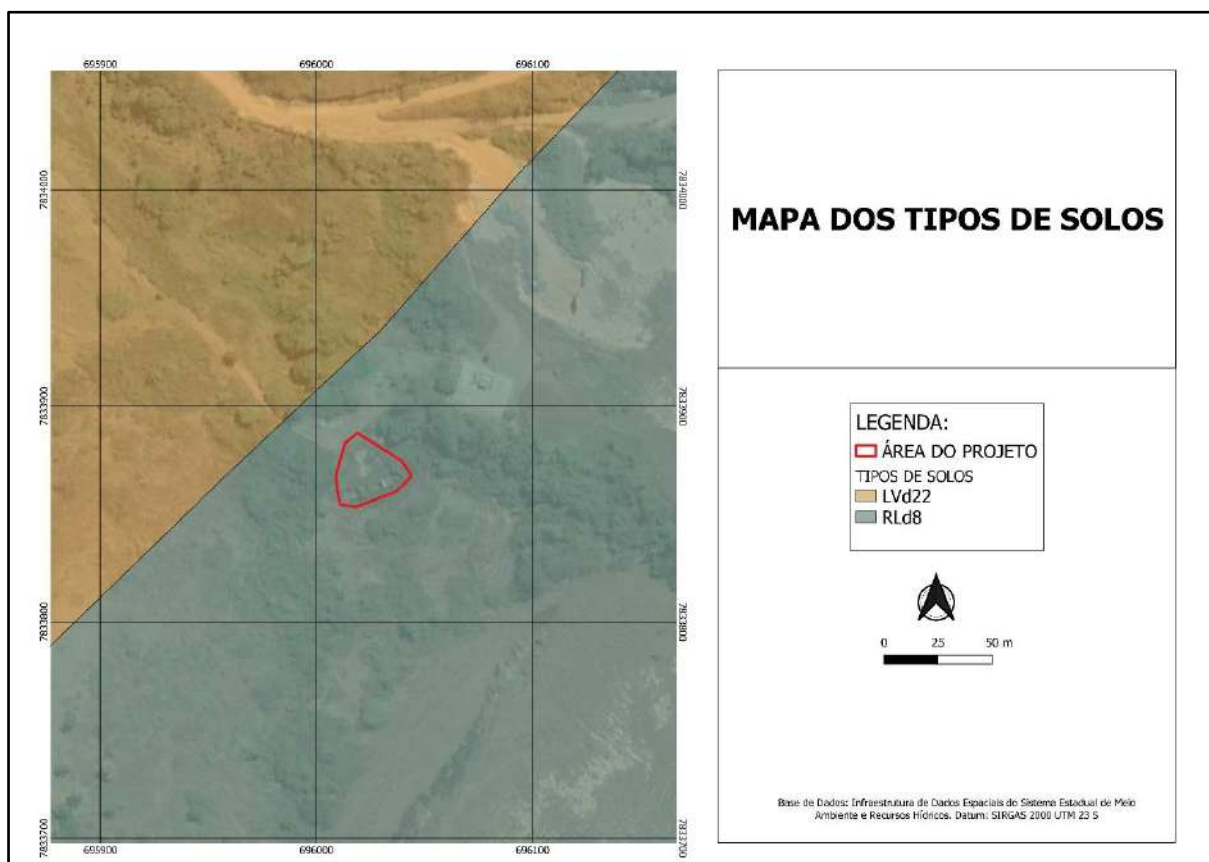 695900
696000
696100
7834000
7834000
7833900
7833900
7833800
7833800
7833700
7833700
695900
696000
696100
MAPA DOS TIPOS DE SOLOS
LEGENDA:
ÁREA DO PROJETO
TIPOS DE SOLOS
LVd22
RLd8
0 25 50 m
Base de Dados: Infraestrutura de Dados Espaciais do Sistema Estadual de Meio
Ambiente e Recursos Hídricos. Datum: SIRGAS 2000 UTM 23 S